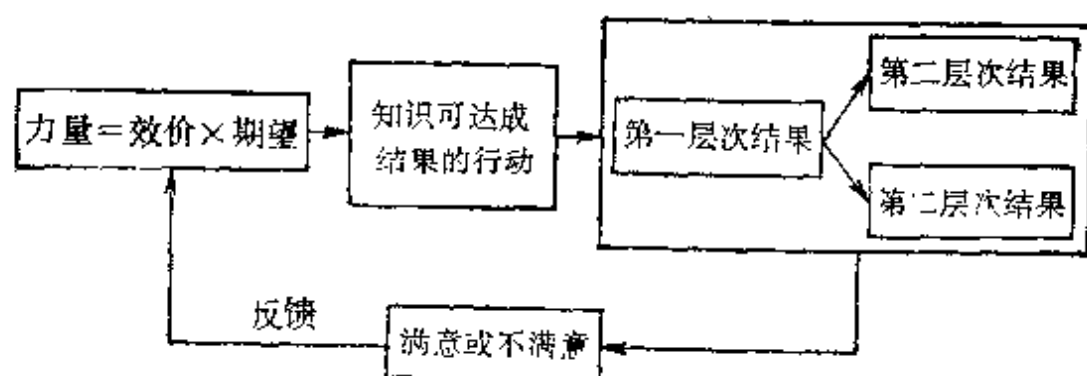 力量=效价×期望
知识可达成
结果的行动
第一层次结果
第二层次结果
第二层次结果
反馈
满意或不满意